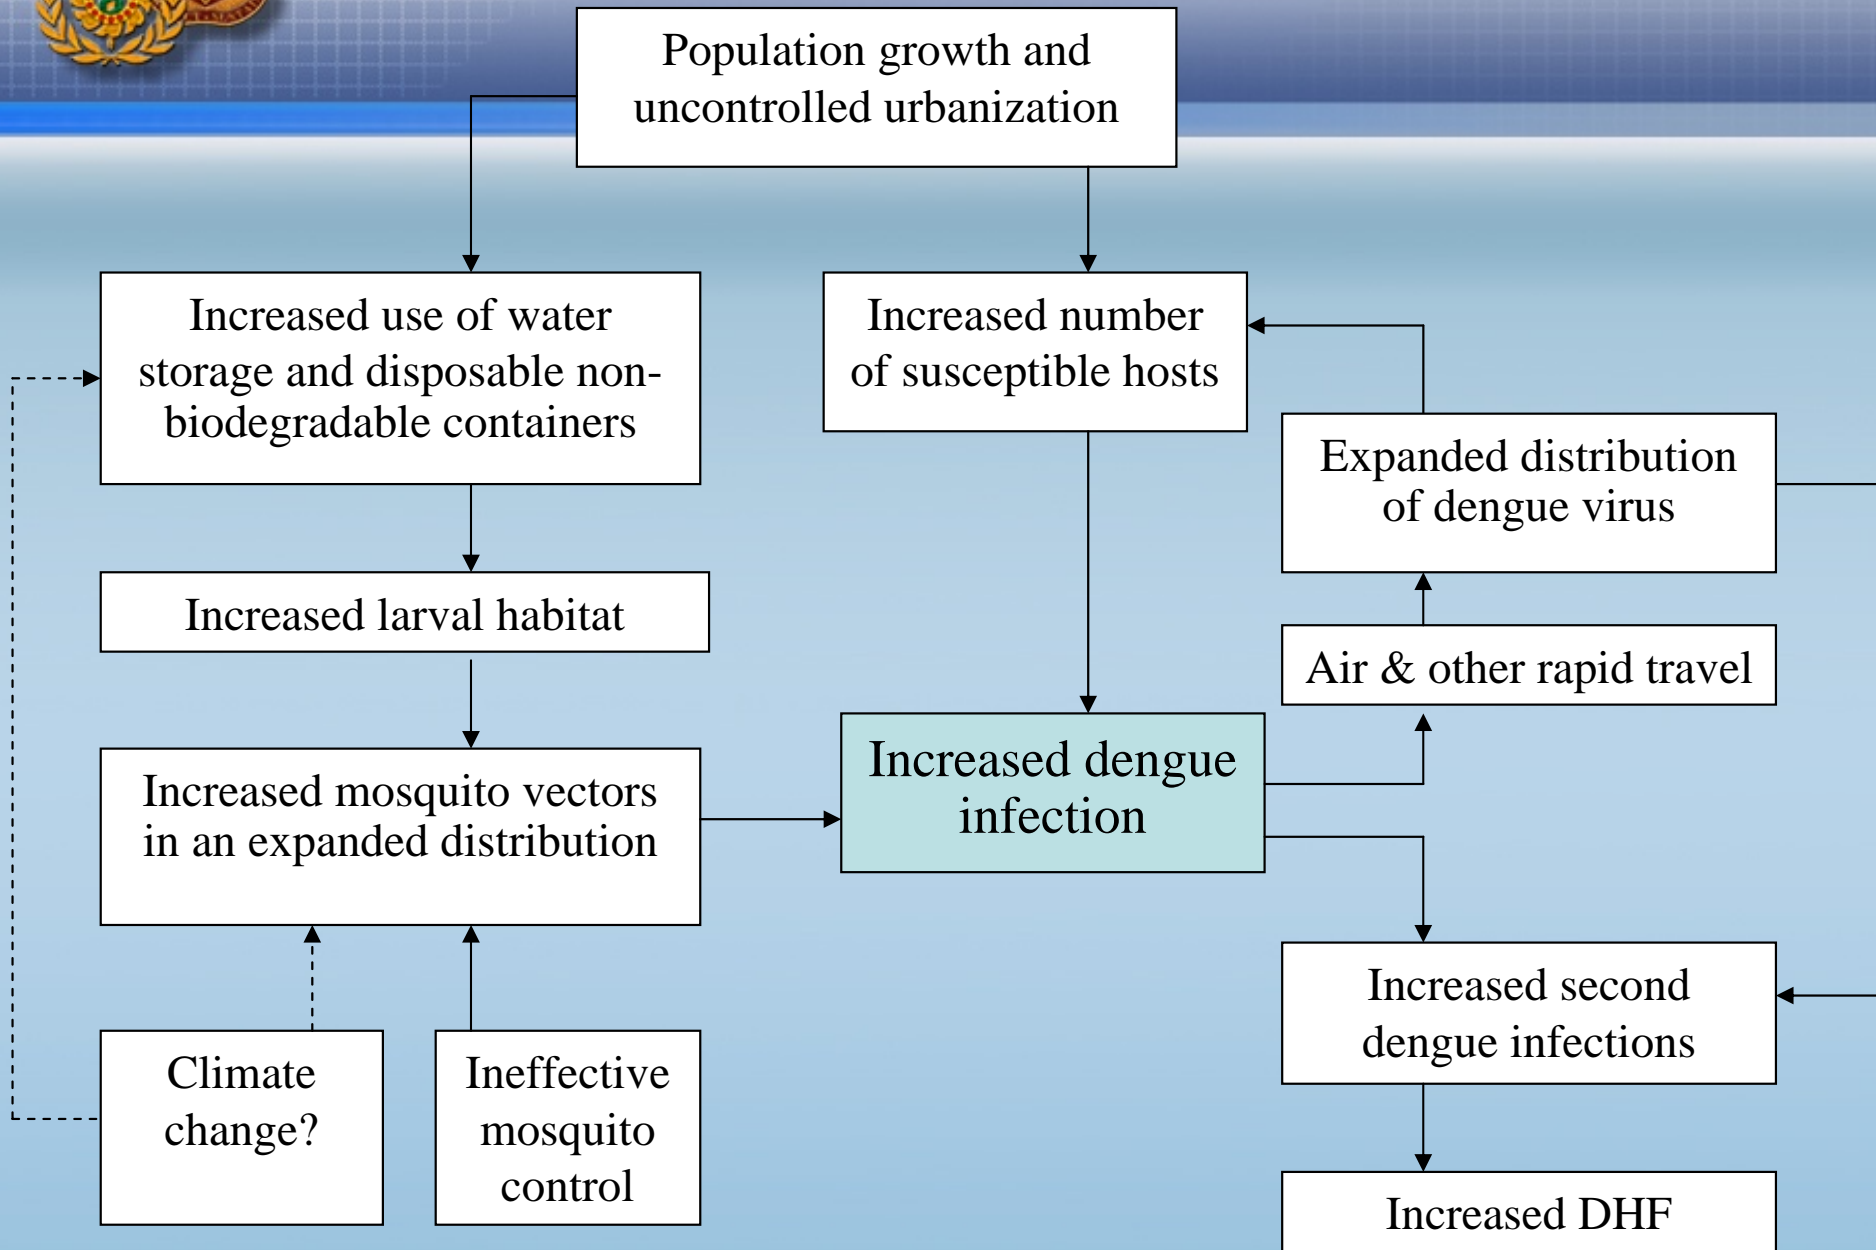 Population growth and
uncontrolled urbanization
Increased use of water
storage and disposable non-
biodegradable containers
Increased number
of susceptible hosts
Expanded distribution
of dengue virus
Increased larval habitat
Air & other rapid travel
Increased mosquito vectors
in an expanded distribution
Increased dengue
infection
Increased second
dengue infections
Climate
change?
Ineffective
mosquito
control
Increased DHF